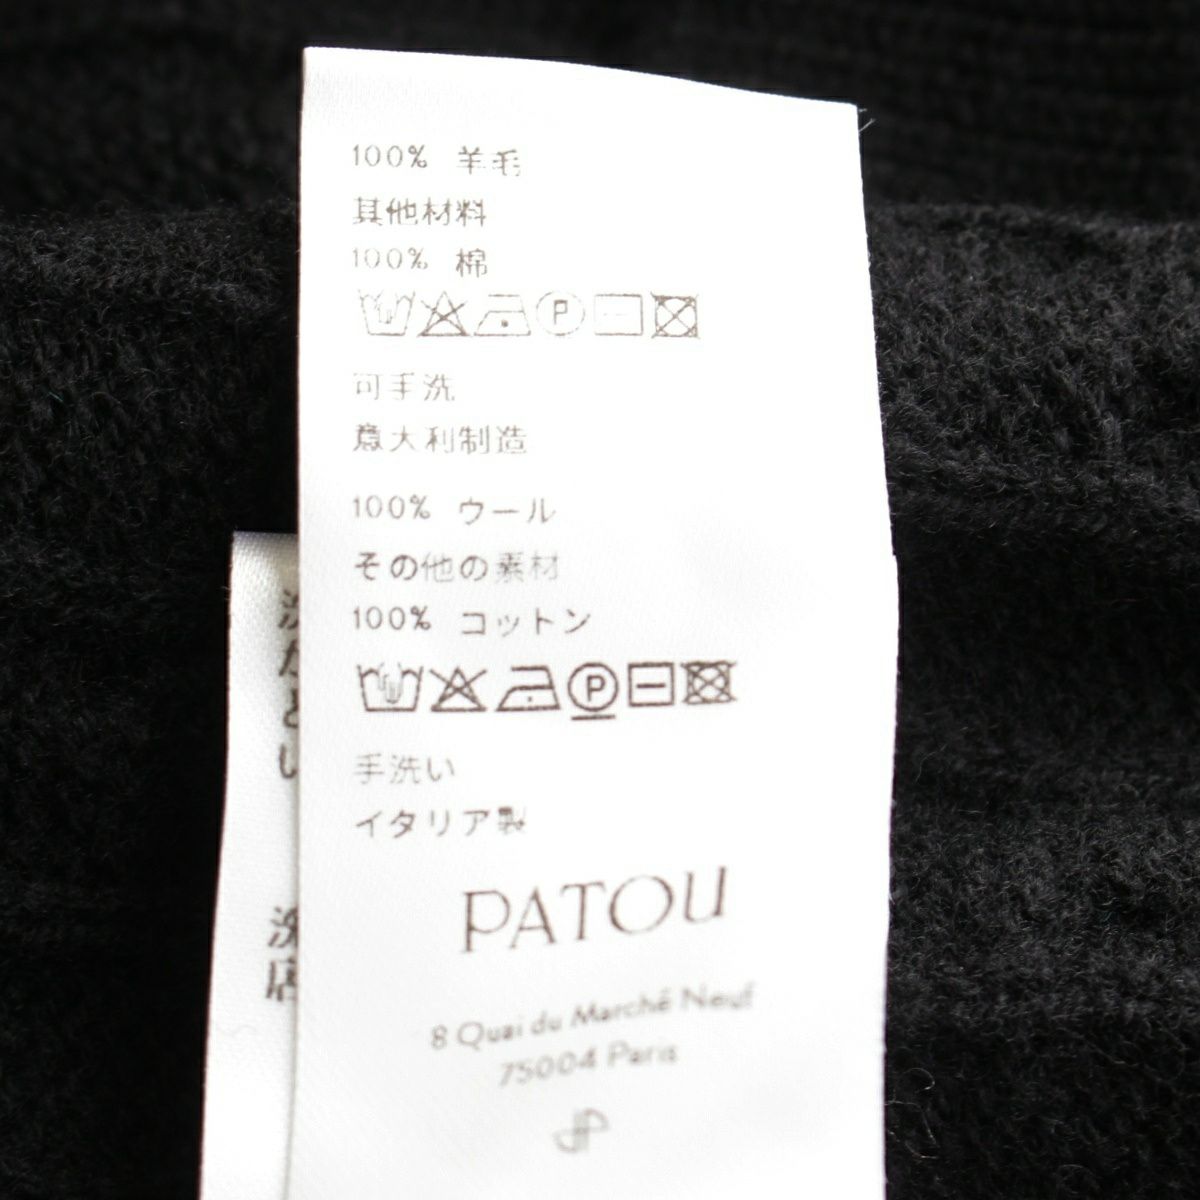 100% 羊毛
其他材料
100% 棉
P
可手洗
意大利制造
100% ウール
その他の素材
100% コットン
P
手洗い
イタリア製
PATOU
8 Quai du Marché Neuf
75004 Paris
JP